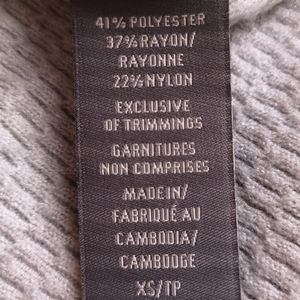 41% POLYESTER
37% RAYON/
RAYONNE
22% NYLON
EXCLUSIVE
OF TRIMMINGS
GARNITURES
NON COMPRISES
MADE IN/
FABRIQUÉ AU
CAMBODIA/
CAMBODGE
XS/TP